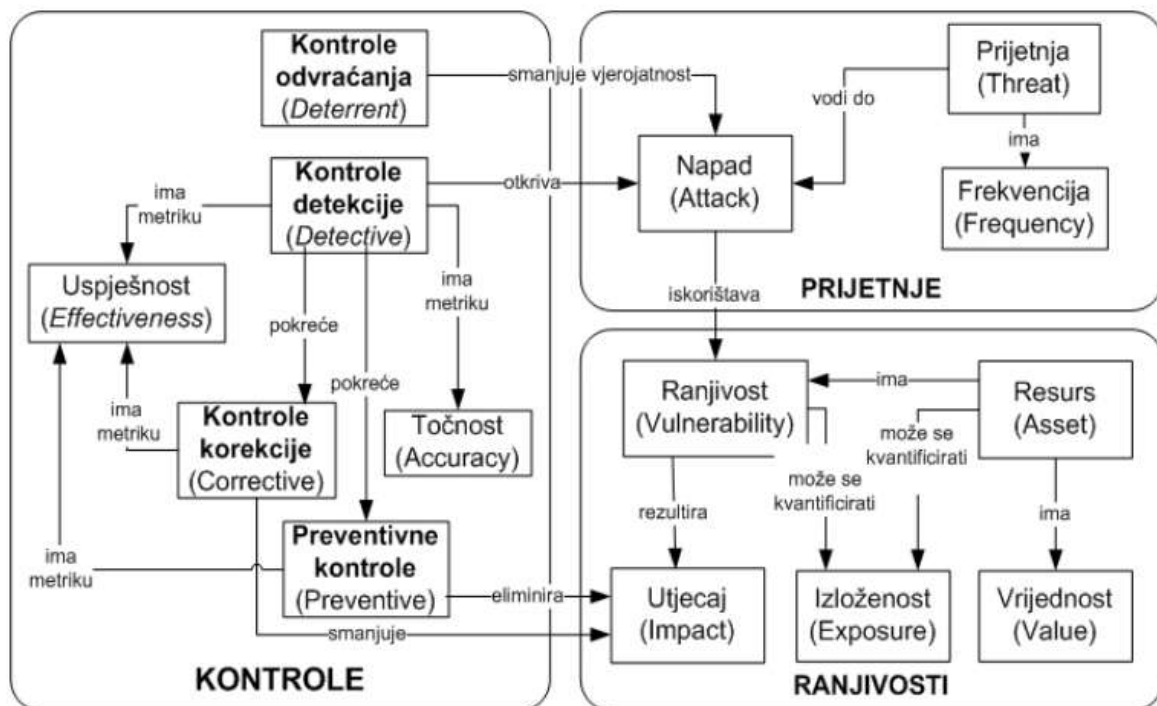 Kontrole
odvraćanja
(Deterrent)
smanjuje vjerojatnost
Prijetnja
(Threat)
vodi do
ima
Napad
(Attack)
Frekvencija
(Frequency)
PRIJETNJE
Kontrole
detekcije
(Detective)
otkriva
ima
metriku
Uspješnost
(Effectiveness)
ima
metriku
pokreće
pokreće
iskorištava
Kontrole
korekcije
(Corrective)
ima
metriku
Točnost
(Accuracy)
Preventivne
kontrole
(Preventive)
ima
metriku
eliminira
smanjuje
KONTROLE
Ranjivost
(Vulnerability)
ima
Resurs
(Asset)
može se
kvantificirati
može se
kvantificirati
rezultira
ima
Utjecaj
(Impact)
Izloženost
(Exposure)
Vrijednost
(Value)
RANJIVOSTI